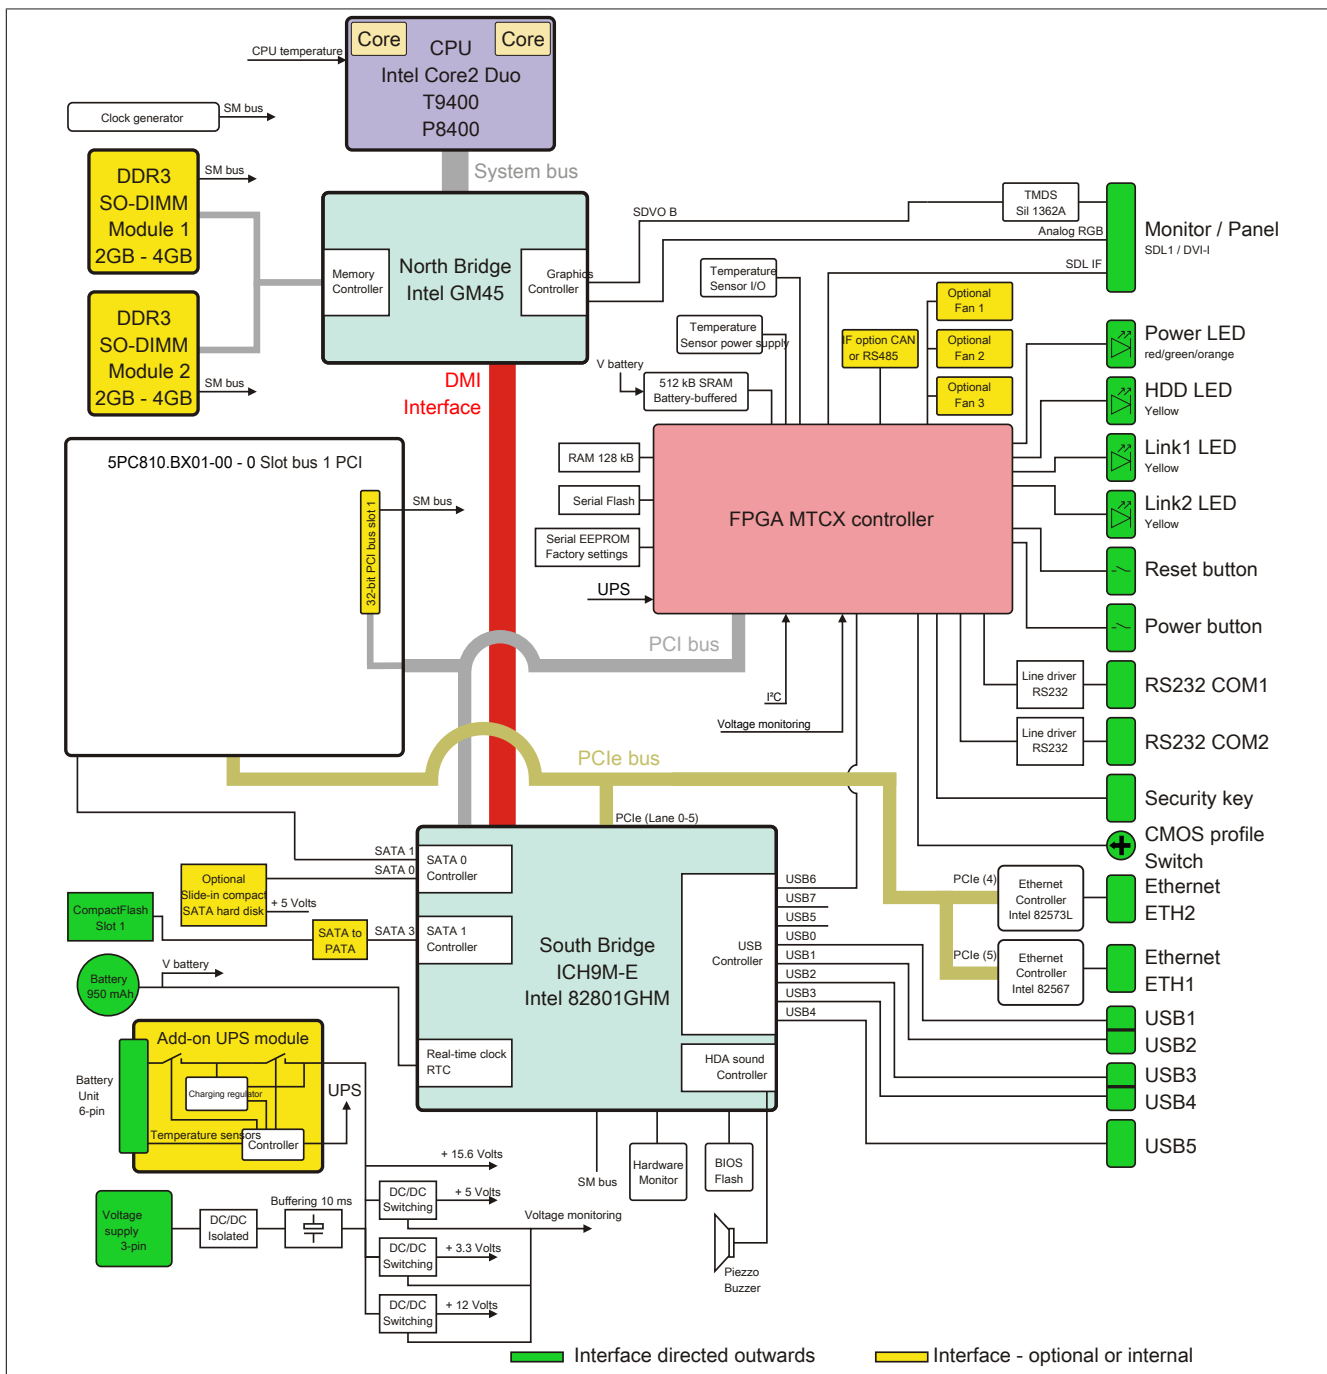 Core
Core
CPU
Intel Core2 Duo
T9400
P8400
CPU temperature
Clock generator
SM bus
System bus
DDR3
SO-DIMM
Module 1
2GB - 4GB
SM bus
DDR3
SO-DIMM
Module 2
2GB - 4GB
SM bus
Memory
Controller
North Bridge
Intel GM45
Graphics
Controller
SDVO B
TMDS
Sil 1362A
Analog RGB
SDL IF
Monitor / Panel
SDL1 / DVI-I
Temperature
Sensor I/O
Temperature
Sensor power supply
V battery
512 kB SRAM
Battery-buffered
IF option CAN
or RS485
Optional
Fan 1
Optional
Fan 2
Optional
Fan 3
Power LED
red/green/orange
HDD LED
Yellow
Link1 LED
Yellow
Link2 LED
Yellow
Reset button
Power button
DMI
Interface
5PC810.BX01-00 - 0 Slot bus 1 PCI
32-bit PCI bus slot 1
SM bus
RAM 128 kB
Serial Flash
Serial EEPROM
Factory settings
UPS
FPGA MTCX controller
PCI bus
I²C
Voltage monitoring
Line driver
RS232
RS232 COM1
Line driver
RS232
RS232 COM2
Security key
CMOS profile
Switch
PCIe bus
PCIe (Lane 0-5)
PCIe (4)
Ethernet
Controller
Intel 82573L
Ethernet
ETH2
PCIe (5)
Ethernet
Controller
Intel 82567
Ethernet
ETH1
SATA 1
SATA 0
SATA 0
Controller
Optional
Slide-in compact
SATA hard disk
+ 5 Volts
CompactFlash
Slot 1
SATA to
PATA
SATA 3
SATA 1
Controller
Battery
950 mAh
V battery
South Bridge
ICH9M-E
Intel 82801GHM
USB
Controller
USB6
USB7
USB5
USB0
USB1
USB2
USB3
USB4
USB1
USB2
USB3
USB4
USB5
Real-time clock
RTC
HDA sound
Controller
Add-on UPS module
Battery
Unit
6-pin
Charging regulator
Temperature sensors
Controller
UPS
SM bus
Hardware
Monitor
BIOS
Flash
Piezzo
Buzzer
+ 15.6 Volts
DC/DC
Switching
+ 5 Volts
Voltage monitoring
DC/DC
Switching
+ 3.3 Volts
DC/DC
Switching
+ 12 Volts
Voltage
supply
3-pin
DC/DC
Isolated
Buffering 10 ms
Interface directed outwards
Interface - optional or internal